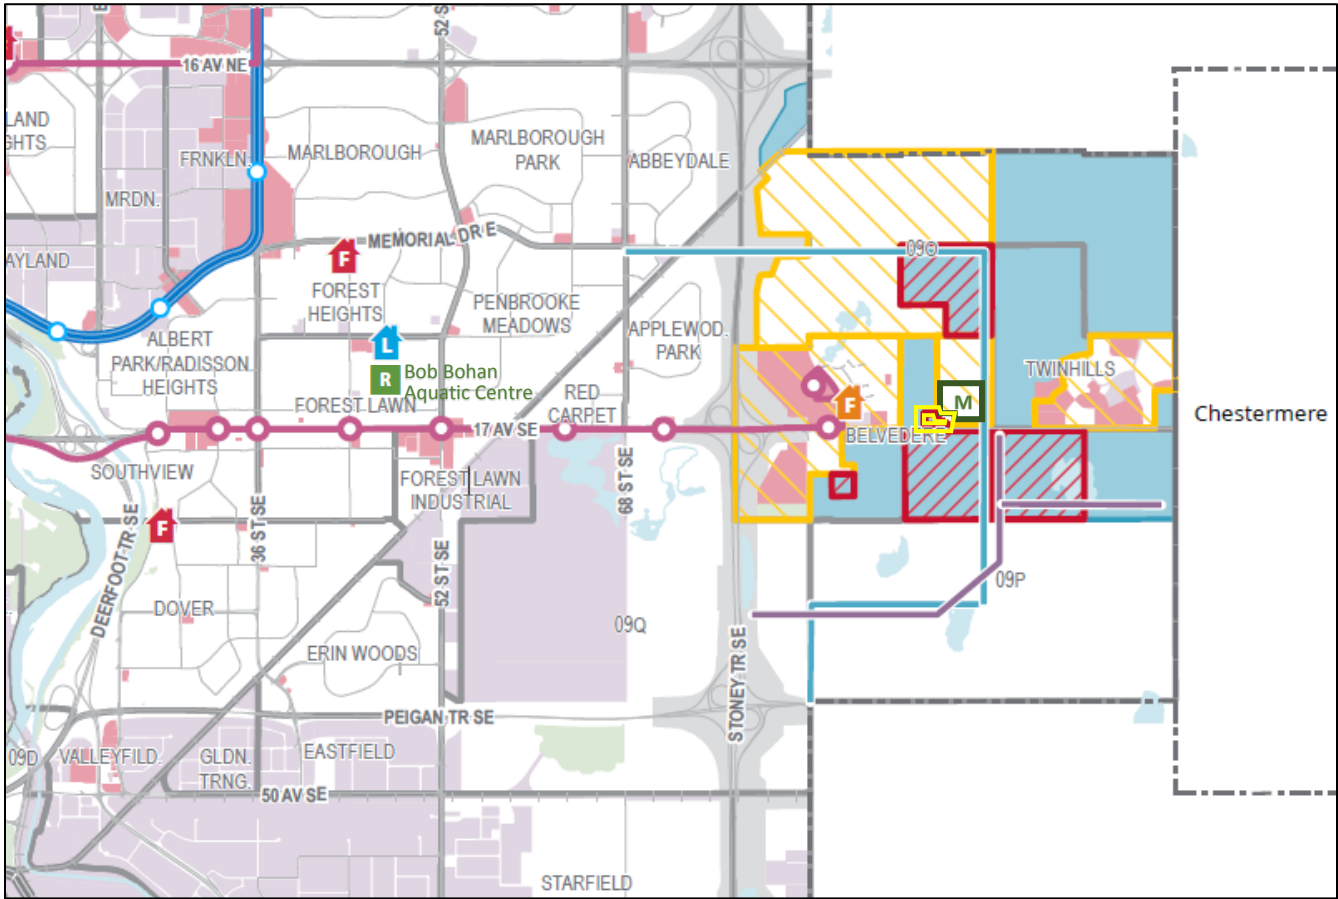 52 S
16 AV NE
LAND
GHTS
FRNKLN.
MARLBOROUGH
MARLBOROUGH
PARK
ABBEYDALE
MRDN.
MEMORIAL DR E
09O
AYLAND
F
FOREST
HEIGHTS
PENBROOKE
MEADOWS
ALBERT
PARK/RADISSON
HEIGHTS
L
APPLEWOD.
PARK
R
Bob Bohan
Aquatic Centre
TWINHILLS
RED
CARPET
FOREST LAWN
F
M
Chestermere
17 AV SE
BELVEDERE
SOUTHVIEW
FOREST LAWN
INDUSTRIAL
68 ST SE
F
36 ST SE
DEERFOOT TR SE
52 ST SE
09P
DOVER
09Q
ERIN WOODS
STONEY TR SE
PEIGAN TR SE
09D
VALLEYFILD.
GLDN.
TRNG.
EASTFIELD
50 AV SE
STARFIELD